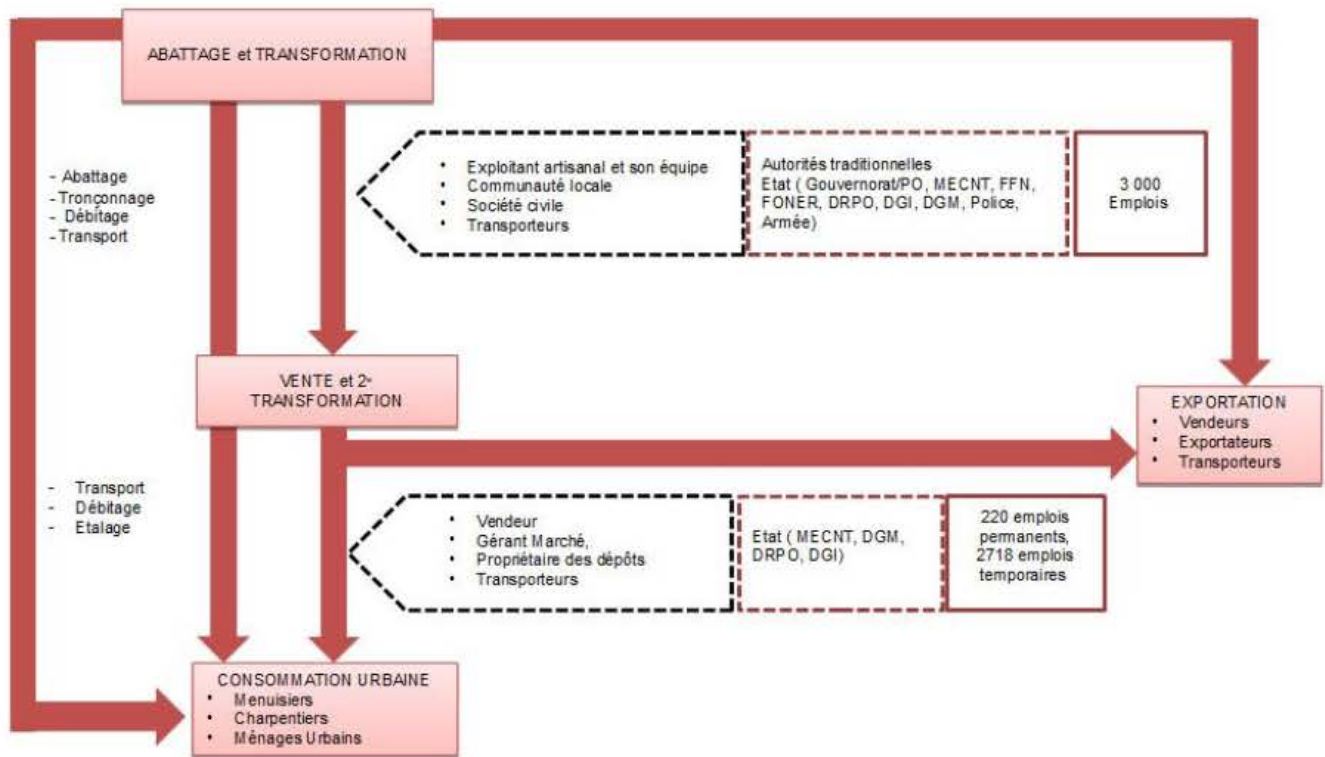 ABATTAGE et TRANSFORMATION
- Abattage
- Tronçonnage
- Débitage
- Transport
• Exploitant artisanal et son équipe
• Communauté locale
• Société civile
• Transporteurs
Autorités traditionnelles
Etat ( Gouvernorat/PO, MECNT, FFN,
FONER, DRPO, DGI, DGM, Police,
Armée)
3 000
Emplois
VENTE et 2e
TRANSFORMATION
EXPORTATION
• Vendeurs
• Exportateurs
• Transporteurs
- Transport
- Débitage
- Etalage
• Vendeur
• Gérant Marché,
• Propriétaire des dépôts
• Transporteurs
Etat ( MECNT, DGM,
DRPO, DGI)
220 emplois
permanents,
2718 emplois
temporaires
CONSOMMATION URBAINE
• Menuisiers
• Charpentiers
• Ménages Urbains